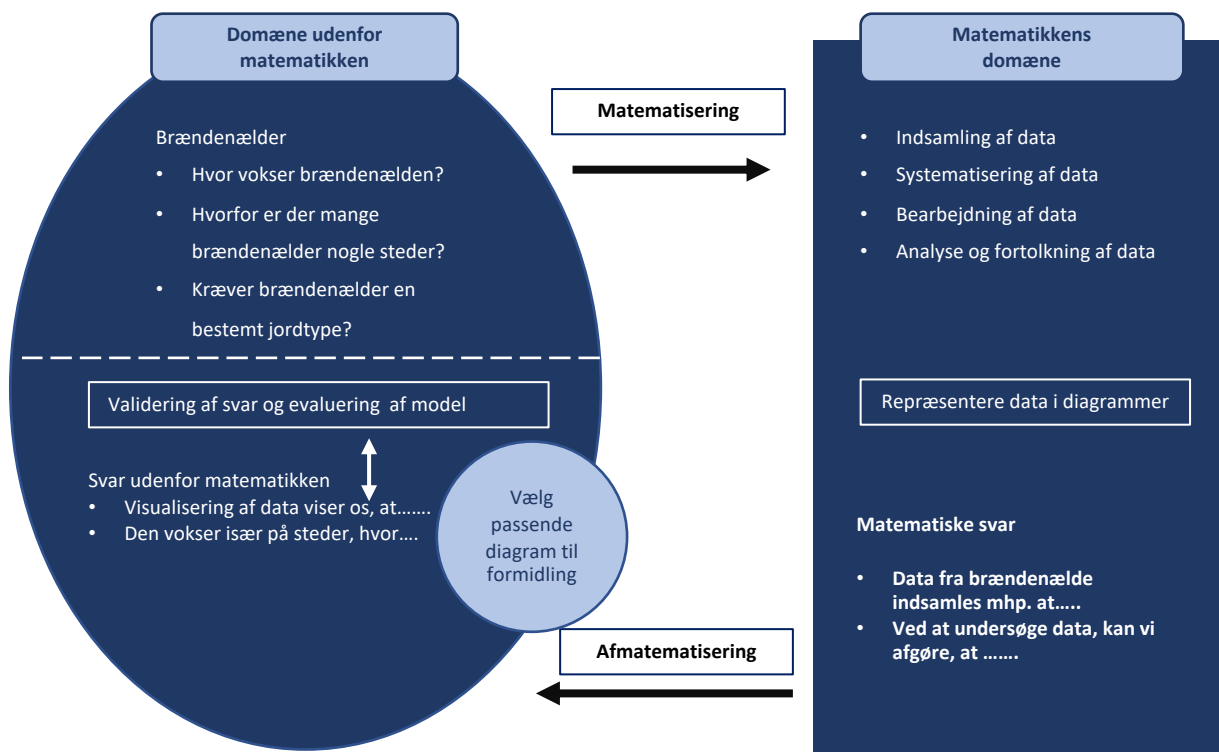 Domæne udenfor
matematikken
Brændenælder
• Hvor vokser brændenælden?
• Hvorfor er der mange
brændenælder nogle steder?
• Kræver brændenælder en
bestemt jordtype?
Validering af svar og evaluering af model
Svar udenfor matematikken
• Visualisering af data viser os, at…….
• Den vokser især på steder, hvor….
Vælg
passende
diagram til
formidling
Matematisering
Afmatematisering
Matematikkens
domæne
• Indsamling af data
• Systematisering af data
• Bearbejdning af data
• Analyse og fortolkning af data
Repræsentere data i diagrammer
Matematiske svar
• Data fra brændenælde
indsamles mhp. at…..
• Ved at undersøge data, kan vi
afgøre, at …….